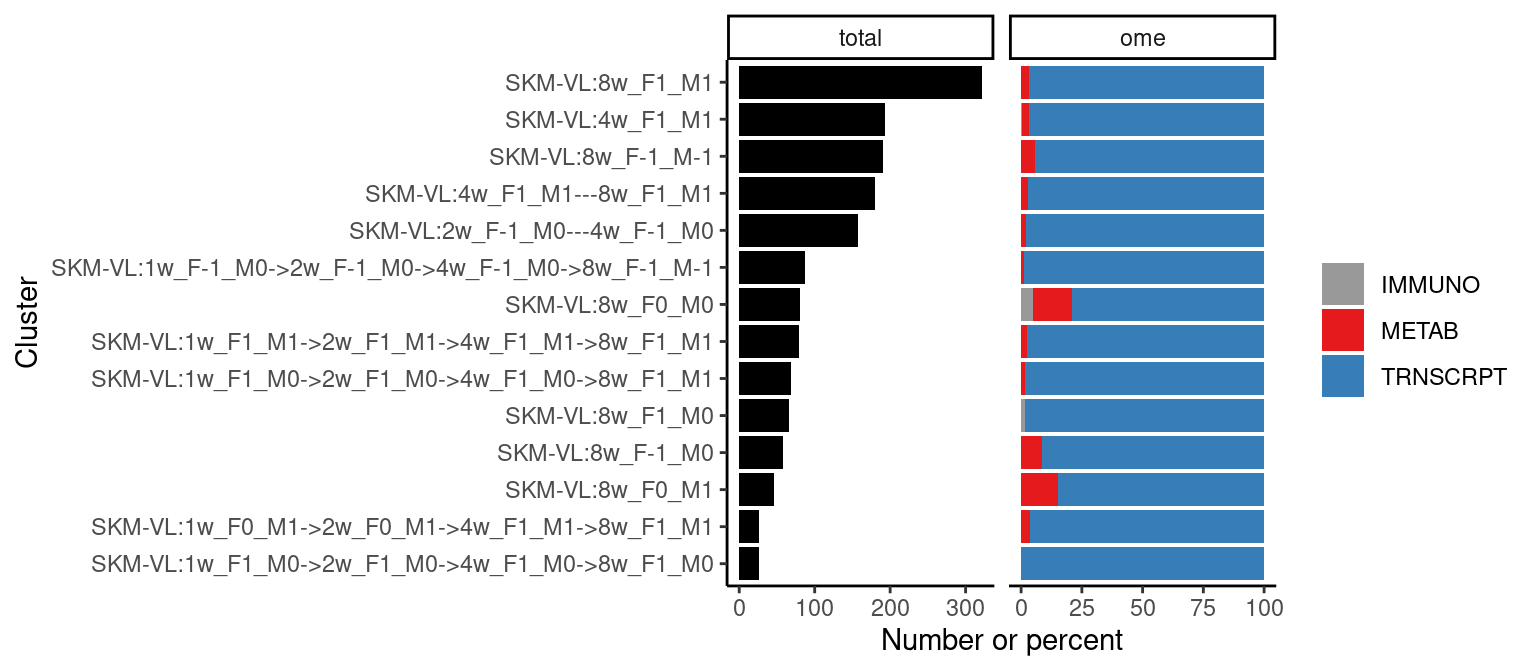 total
ome
SKM-VL:8w_F1_M1
SKM-VL:4w_F1_M1
SKM-VL:8w_F-1_M-1
SKM-VL:4w_F1_M1---8w_F1_M1
SKM-VL:2w_F-1_M0---4w_F-1_M0
SKM-VL:1w_F-1_M0->2w_F-1_M0->4w_F-1_M0->8w_F-1_M-1
SKM-VL:8w_F0_M0
SKM-VL:1w_F1_M1->2w_F1_M1->4w_F1_M1->8w_F1_M1
SKM-VL:1w_F1_M0->2w_F1_M0->4w_F1_M0->8w_F1_M1
SKM-VL:8w_F1_M0
SKM-VL:8w_F-1_M0
SKM-VL:8w_F0_M1
SKM-VL:1w_F0_M1->2w_F0_M1->4w_F1_M1->8w_F1_M1
SKM-VL:1w_F1_M0->2w_F1_M0->4w_F1_M0->8w_F1_M0
Cluster
0 100 200 300
0 25 50 75 100
Number or percent
IMMUNO
METAB
TRNSCRPT